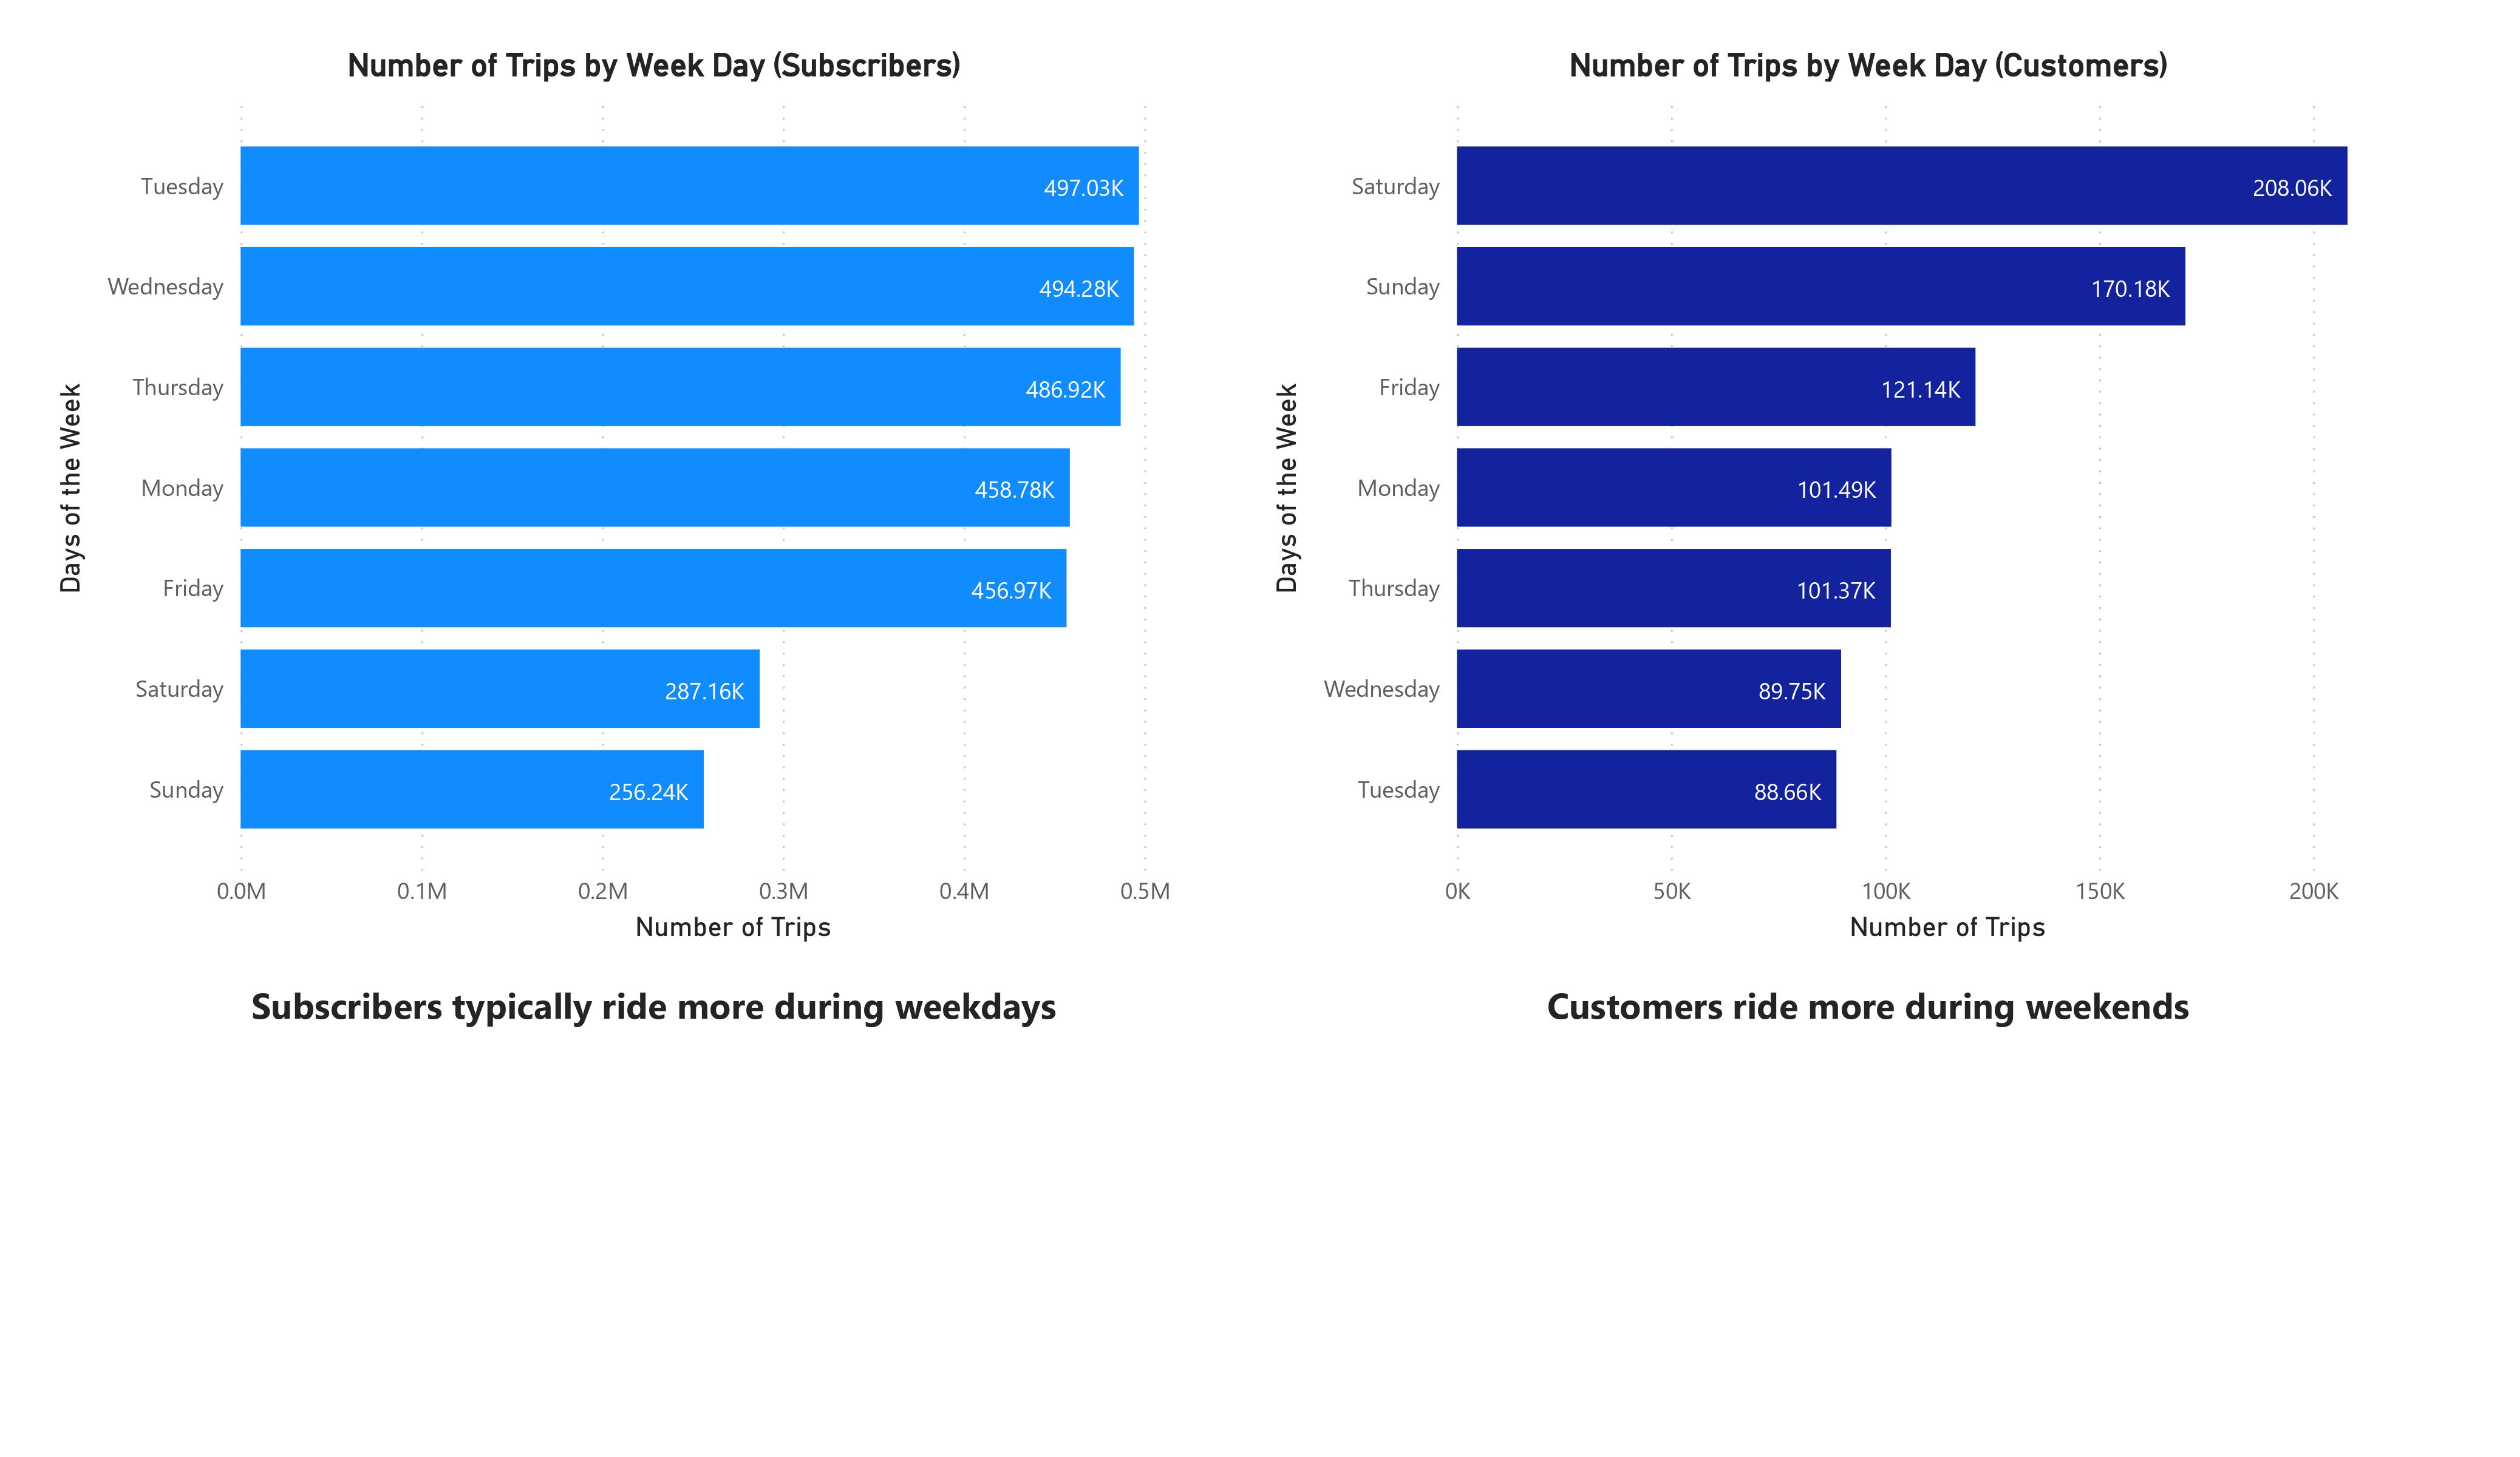 Number of Trips by Week Day (Subscribers)
Days of the Week
Tuesday
497.03K
Wednesday
494.28K
Thursday
486.92K
Monday
458.78K
Friday
456.97K
Saturday
287.16K
Sunday
256.24K
0.0M 0.1M 0.2M 0.3M 0.4M 0.5M
Number of Trips
Subscribers typically ride more during weekdays
Number of Trips by Week Day (Customers)
Days of the Week
Saturday
208.06K
Sunday
170.18K
Friday
121.14K
Monday
101.49K
Thursday
101.37K
Wednesday
89.75K
Tuesday
88.66K
0K 50K 100K 150K 200K
Number of Trips
Customers ride more during weekends